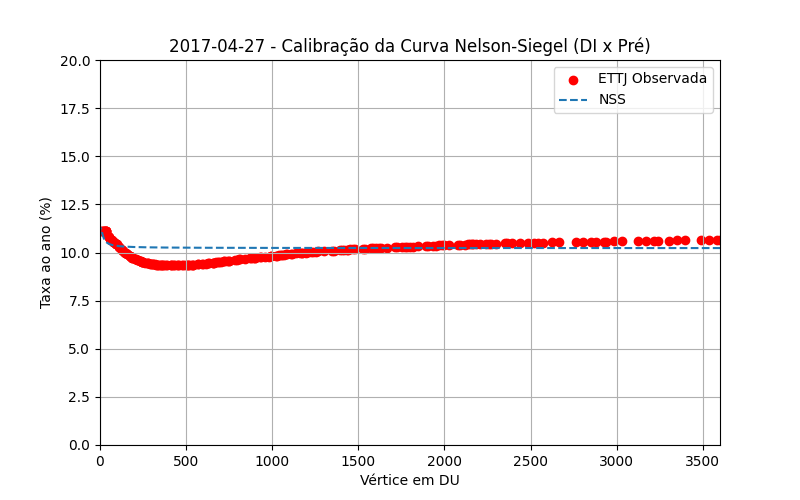 2017-04-27 - Calibração da Curva Nelson-Siegel (DI x Pré)
ETTJ Observada
NSS
Taxa ao ano (%)
20.0
17.5
15.0
12.5
10.0
7.5
5.0
2.5
0.0
0 500 1000 1500 2000 2500 3000 3500
Vértice em DU